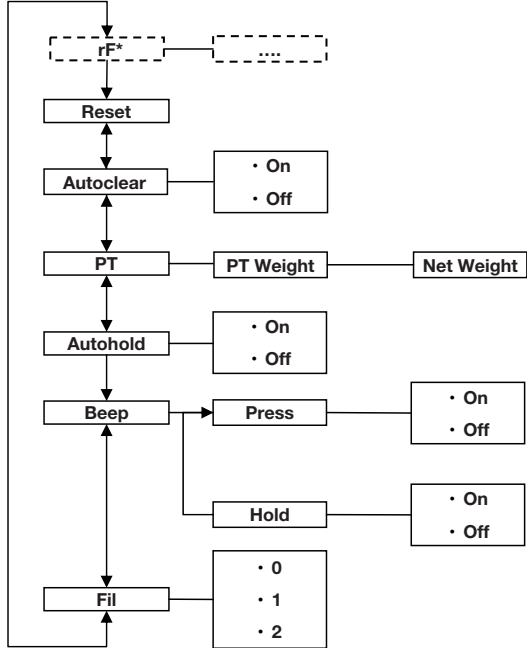 rF*
....
Reset
Autoclear
· On
· Off
PT
PT Weight
Net Weight
Autohold
· On
· Off
Beep
Press
· On
· Off
Hold
· On
· Off
Fil
· 0
· 1
· 2